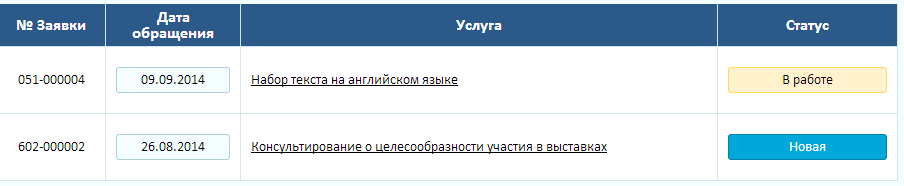 № Заявки
Дата
обращения
Услуга
Статус
051-000004
09.09.2014
Набор текста на английском языке
В работе
602-000002
26.08.2014
Консультирование о целесообразности участия в выставках
Новая